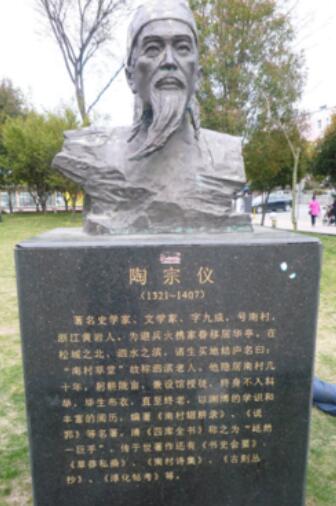 陶宗仪
(1321~1407)
著名史学家、文学家、字九成,号南村,
浙江黄岩人,为避兵火携家眷移居华亭,在
松城之北,泗水之滨,诸生买地结庐名曰:
"南村草堂"故称泗滨老人,他隐居南村几
十年,躬耕陇亩,兼设馆授徒,终身不入科
举,毕生布衣,直至终老,以渊博的学识和
丰富的阅历,编著《南村辍耕录》、《说
郛》等名著,清《四库全书》称之为"屹然
一巨手",传于世著作还有《书史会要》、
《草莽私乘》、《南村诗集》、《古刻丛
抄》、《淳化帖考》等。